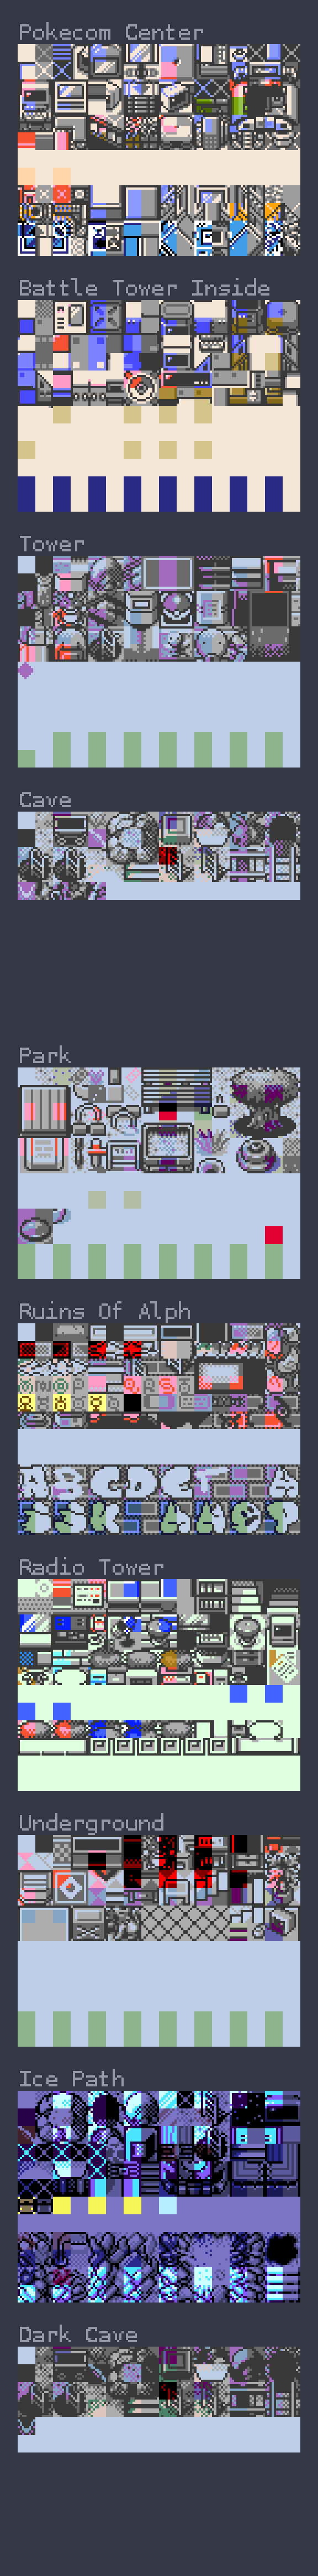 Pokecom Center
Battle Tower Inside
Tower
Cave
Park
Ruins Of Alph
Radio Tower
Underground
Ice Path
Dark Cave